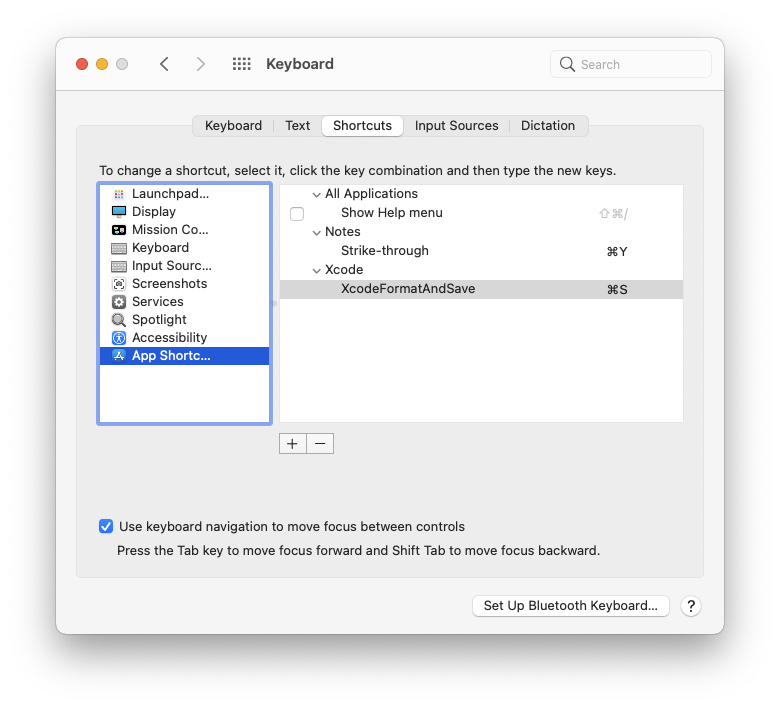 Keyboard
Search
Keyboard Text Shortcuts Input Sources Dictation
To change a shortcut, select it, click the key combination and then type the new keys.
Launchpad...
Display
Mission Co...
Keyboard
Input Sourc...
Screenshots
Services
Spotlight
Accessibility
App Shortc...
All Applications
Show Help menu ⇧⌘/
Notes
Strike-through ⌘Y
Xcode
XcodeFormatAndSave ⌘S
+ −
Use keyboard navigation to move focus between controls
Press the Tab key to move focus forward and Shift Tab to move focus backward.
Set Up Bluetooth Keyboard... ?